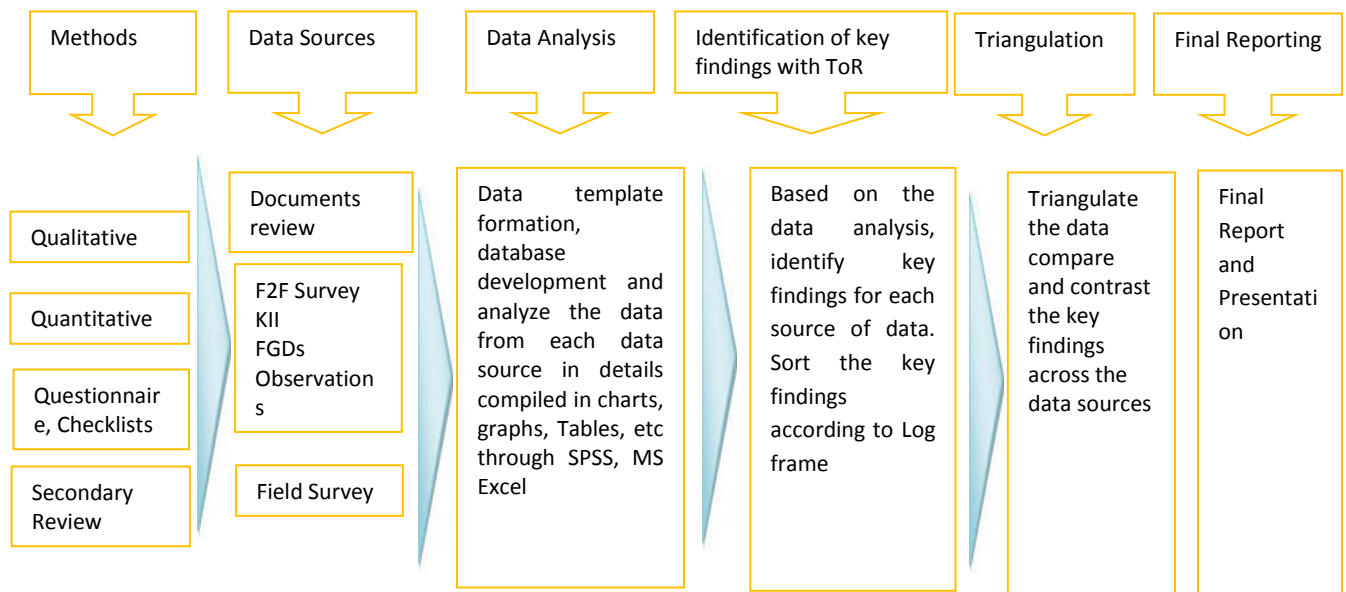 Methods
Data Sources
Data Analysis
Identification of key
findings with ToR
Triangulation
Final Reporting
Qualitative
Quantitative
Questionnair
e, Checklists
Secondary
Review
Documents
review
F2F Survey
KII
FGDs
Observation
s
Field Survey
Data template
formation,
database
development and
analyze the data
from each data
source in details
compiled in charts,
graphs, Tables, etc
through SPSS, MS
Excel
Based on the
data analysis,
identify key
findings for each
source of data.
Sort the key
findings
according to Log
frame
Triangulate
the data
compare
and contrast
the key
findings
across the
data sources
Final
Report
and
Presentati
on